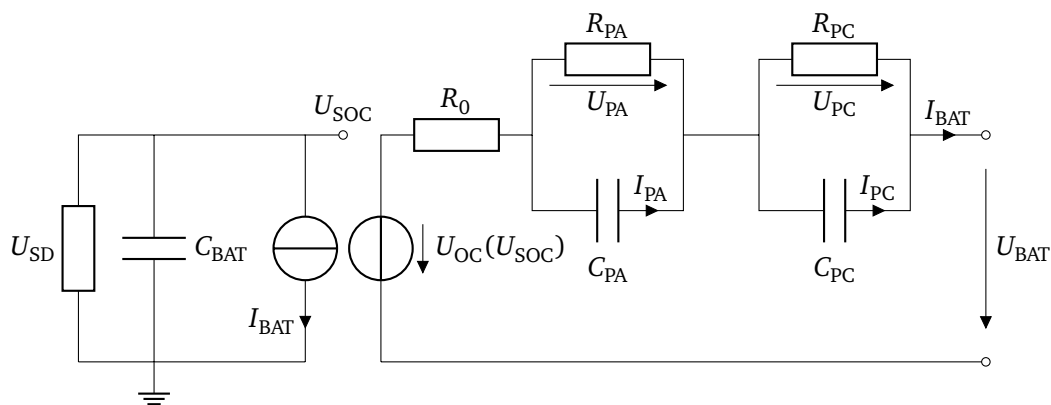 R_PA
R_PC
U_PA
U_PC
U_SOC
R_0
I_BAT
I_PA
I_PC
U_SD
C_BAT
U_OC(U_SOC)
U_BAT
C_PA
C_PC
I_BAT